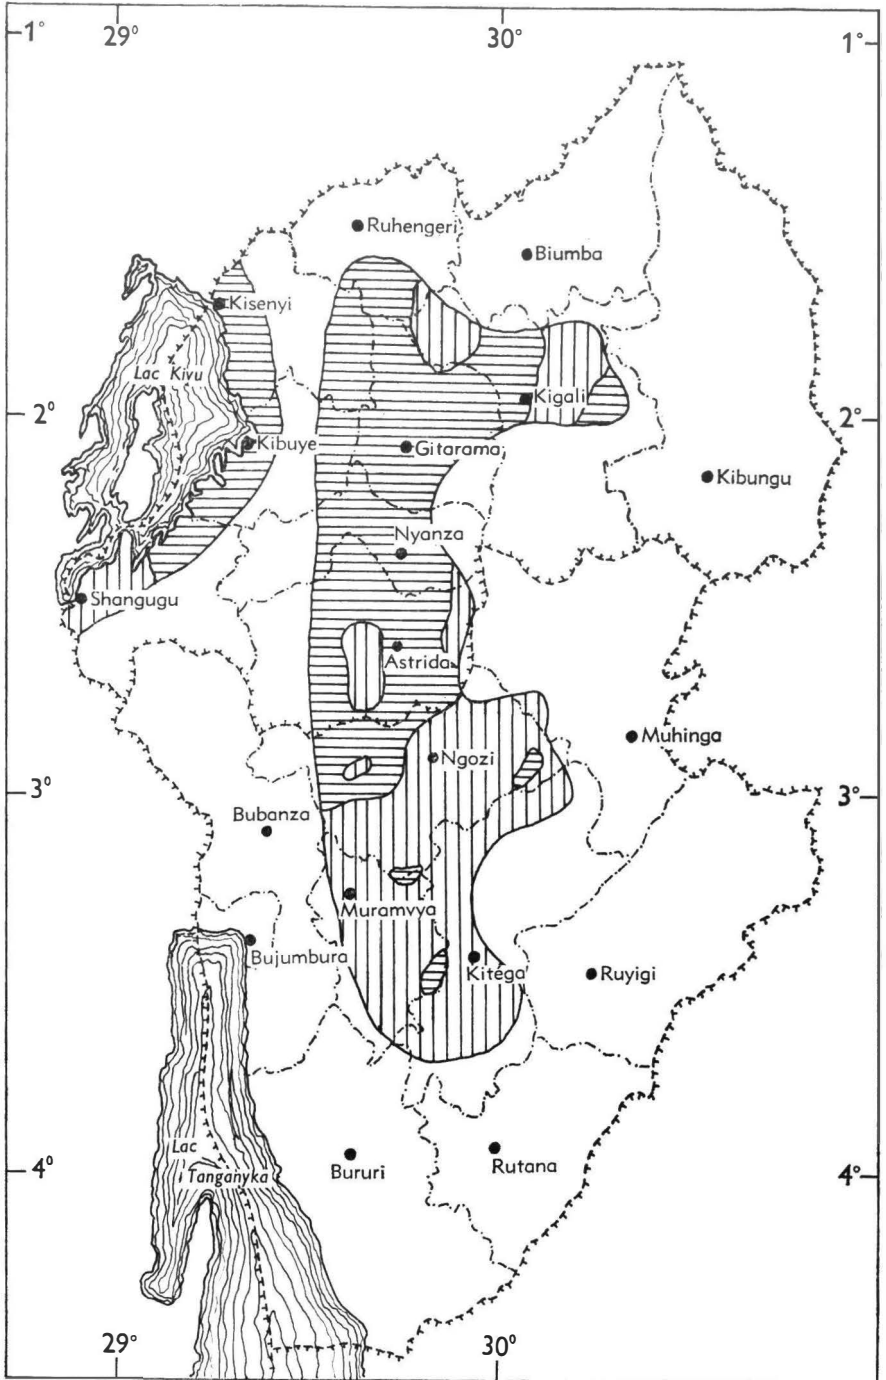 29° 30°
1° 1°
Ruhengeri
Biumba
Kisenyi
Lac Kivu
Kigali
2° 2°
Kibuye
Gitarama
Kibungu
Nyanza
Shangugu
Astrida
Muhinga
Ngozi
3° 3°
Bubanza
Muramvya
Bujumbura
Kitéga
Ruyigi
Lac
Tanganyka
Bururi
Rutana
4° 4°
29° 30°